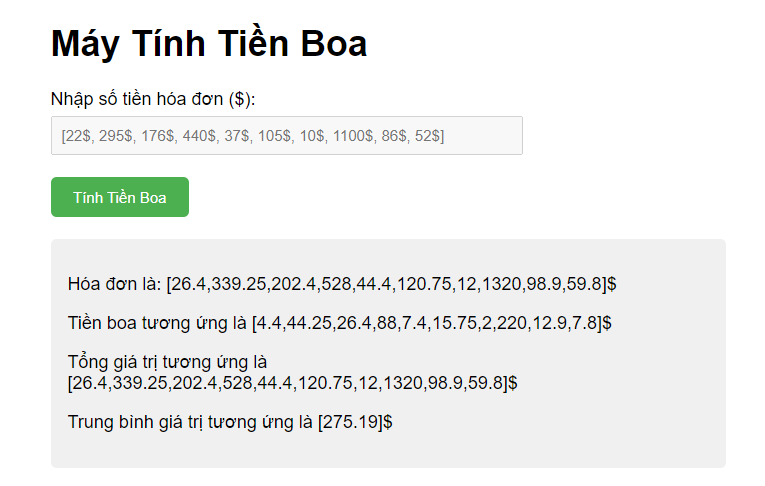 Máy Tính Tiền Boa
Nhập số tiền hóa đơn ($):
[22$, 295$, 176$, 440$, 37$, 105$, 10$, 1100$, 86$, 52$]
Tính Tiền Boa
Hóa đơn là: [26.4,339.25,202.4,528,44.4,120.75,12,1320,98.9,59.8]$
Tiền boa tương ứng là [4.4,44.25,26.4,88,7.4,15.75,2,220,12.9,7.8]$
Tổng giá trị tương ứng là
[26.4,339.25,202.4,528,44.4,120.75,12,1320,98.9,59.8]$
Trung bình giá trị tương ứng là [275.19]$